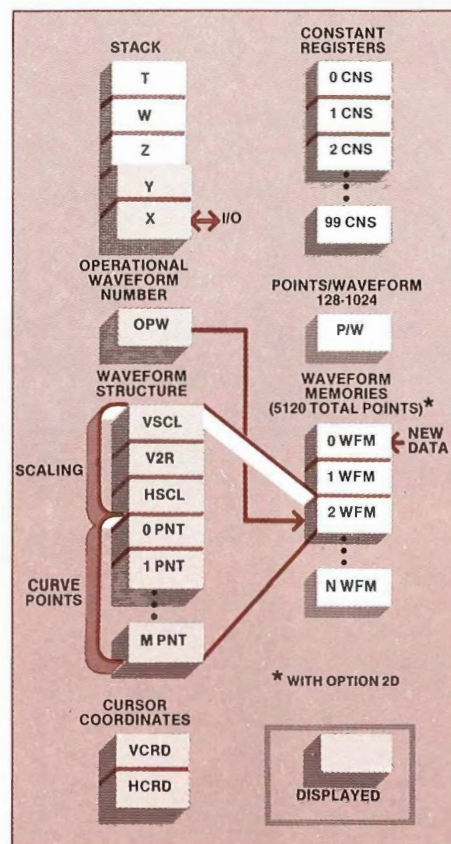 STACK
T
W
Z
Y
X
I/O
CONSTANT
REGISTERS
0 CNS
1 CNS
2 CNS
99 CNS
OPERATIONAL
WAVEFORM
NUMBER
OPW
POINTS/WAVEFORM
128-1024
P/W
WAVEFORM
STRUCTURE
VSCL
V2R
HSCL
0 PNT
1 PNT
M PNT
SCALING
CURVE
POINTS
WAVEFORM
MEMORIES
(5120 TOTAL POINTS)*
0 WFM
1 WFM
2 WFM
N WFM
NEW
DATA
* WITH OPTION 2D
CURSOR
COORDINATES
VCRD
HCRD
DISPLAYED